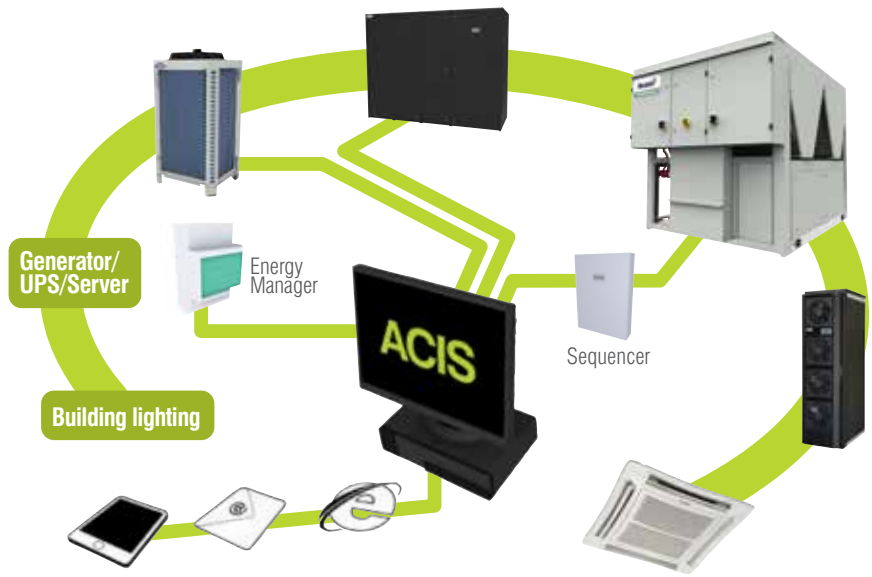 Generator/
UPS/Server
Energy
Manager
ACIS
Sequencer
Building lighting
@